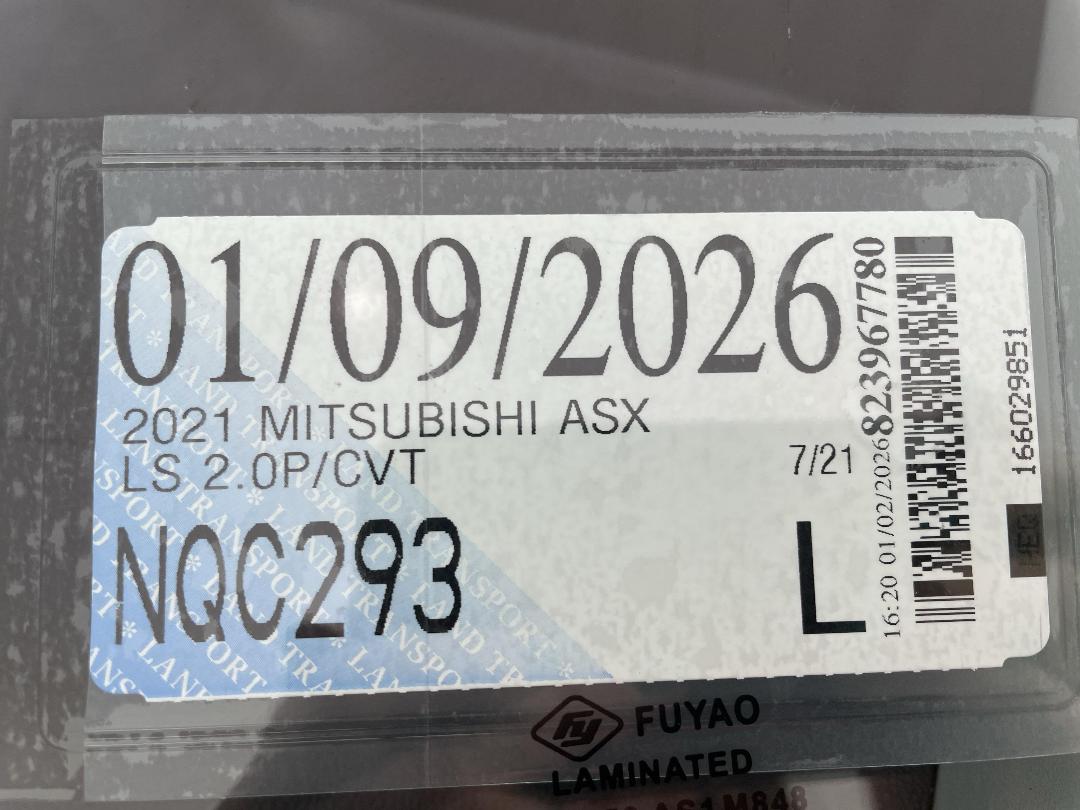 01/09/2026
2021 MITSUBISHI ASX
LS 2.0P/CVT
7/21
NQC293
L
16:20 01/02/2026
823967780
166029851
FUYAO
LAMINATED